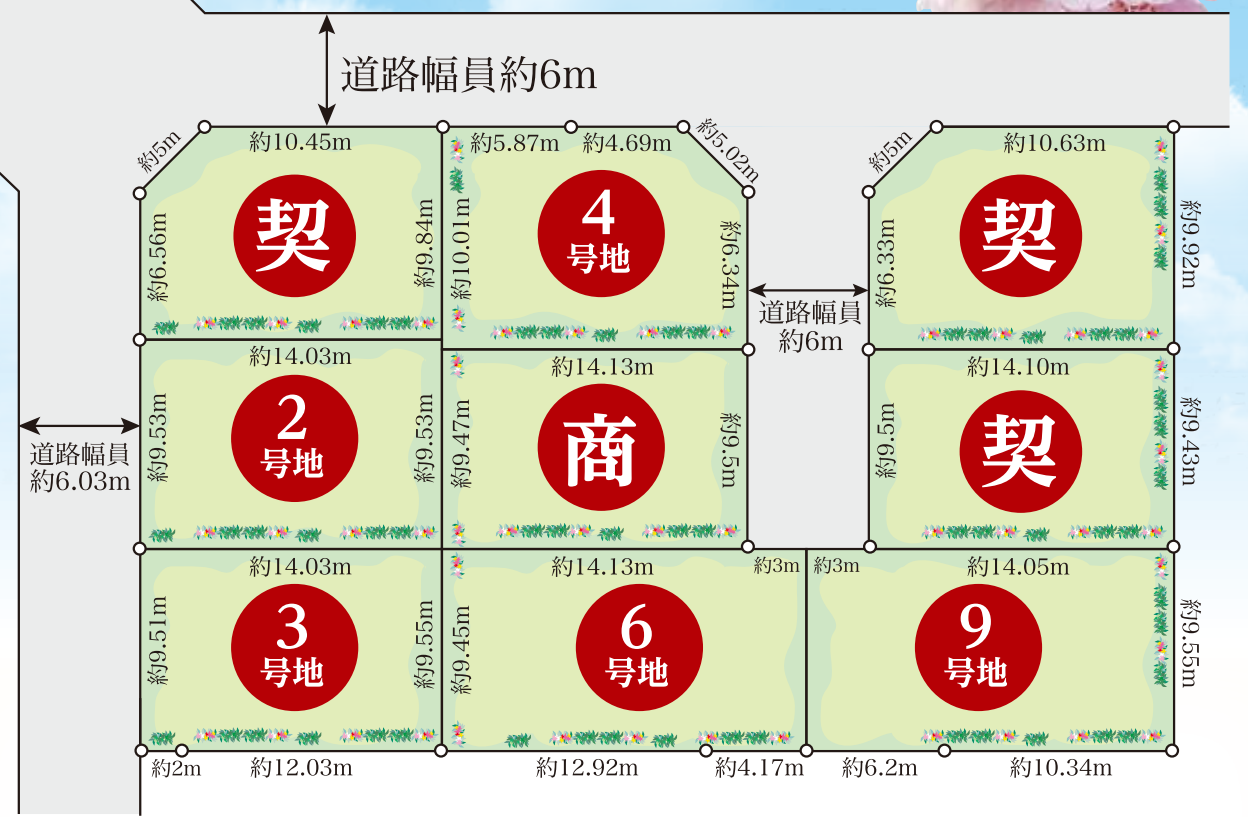 道路幅員約6m
約5m
約10.45m
約5.87m
約4.69m
約5.02m
約5m
約10.63m
約6.56m
契
約9.84m
約10.01m
4
号地
約6.34m
道路幅員
約6m
約6.33m
契
約9.92m
約14.03m
約14.13m
約14.10m
道路幅員
約6.03m
約9.53m
2
号地
約9.53m
約9.47m
商
約9.5m
約9.5m
契
約9.43m
約14.03m
約14.13m
約3m
約3m
約14.05m
約9.51m
3
号地
約9.55m
約9.45m
6
号地
9
号地
約9.55m
約2m
約12.03m
約12.92m
約4.17m
約6.2m
約10.34m